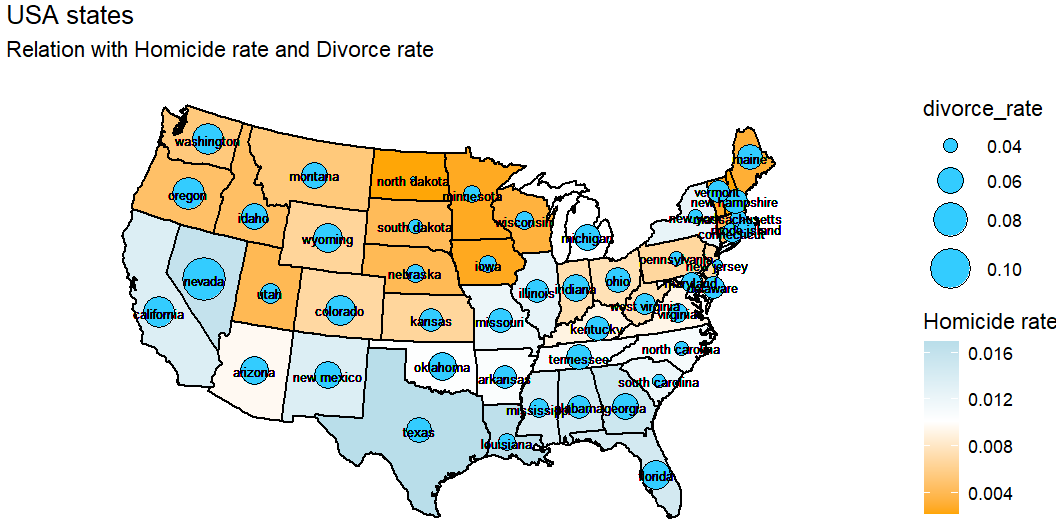 USA states
Relation with Homicide rate and Divorce rate
washington
montana
north dakota
minnesota
maine
oregon
idaho
south dakota
wisconsin
vermont
new hampshire
wyoming
michigan
massachusetts
rhode island
connecticut
nebraska
iowa
pennsylvania
new jersey
nevada
utah
colorado
illinois
indiana
ohio
maryland
delaware
california
kansas
missouri
west virginia
virginia
kentucky
arizona
new mexico
oklahoma
arkansas
tennessee
north carolina
south carolina
texas
louisiana
mississippi
alabama
georgia
florida
divorce_rate
0.04
0.06
0.08
0.10
Homicide rate
0.016
0.012
0.008
0.004